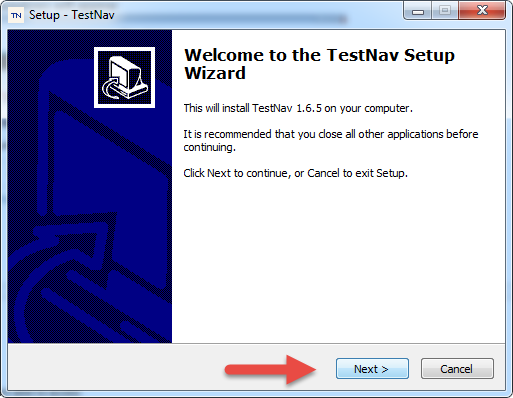 TN Setup - TestNav
Welcome to the TestNav Setup
Wizard
This will install TestNav 1.6.5 on your computer.
It is recommended that you close all other applications before
continuing.
Click Next to continue, or Cancel to exit Setup.
Next >
Cancel